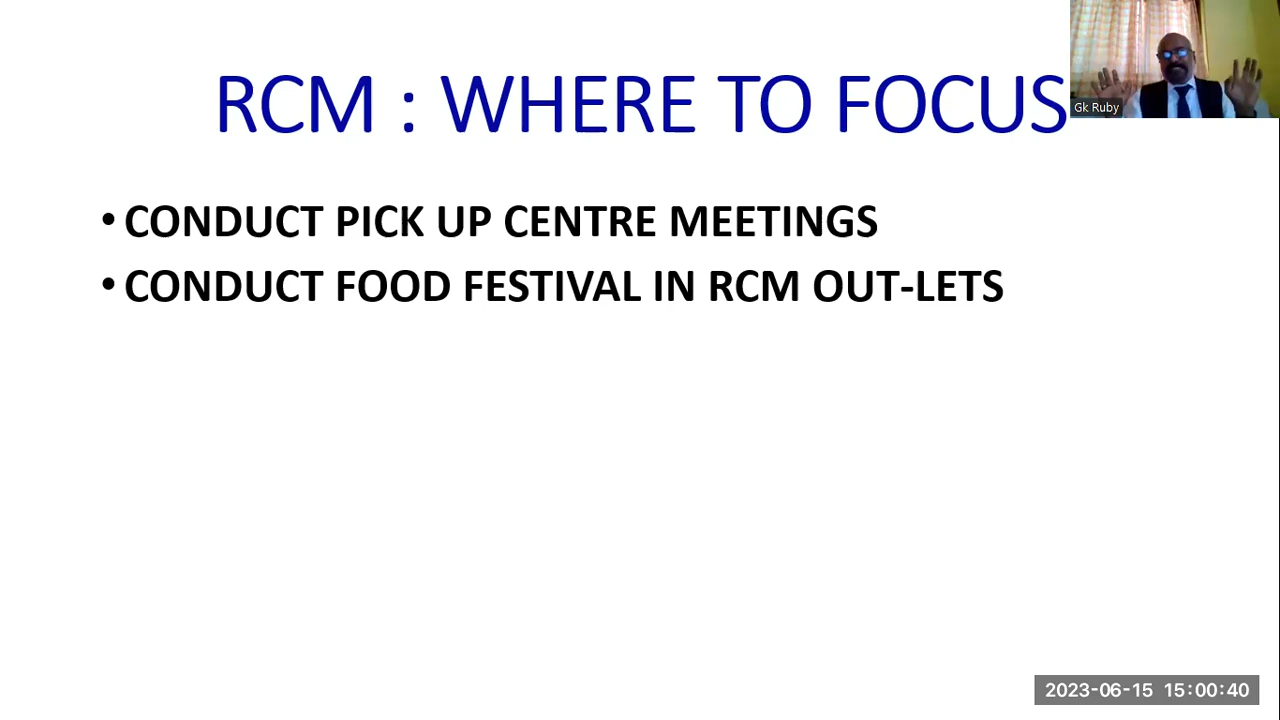 RCM : WHERE TO FOCUS
Gk Ruby
• CONDUCT PICK UP CENTRE MEETINGS
• CONDUCT FOOD FESTIVAL IN RCM OUT-LETS
2023-06-15 15:00:40